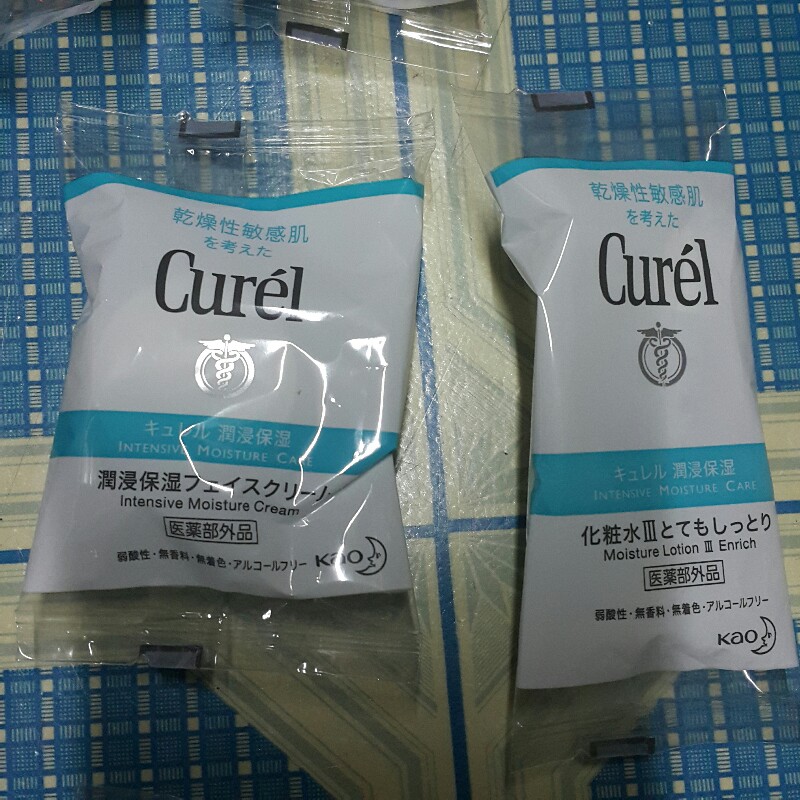 乾燥性敏感肌
を考えた
Curél
キュレル 潤浸保湿
INTENSIVE MOISTURE CARE
潤浸保湿フェイスクリーム
Intensive Moisture Cream
医薬部外品
弱酸性・無香料・無着色・アルコールフリー
Kao
乾燥性敏感肌
を考えた
Curél
キュレル 潤浸保湿
INTENSIVE MOISTURE CARE
化粧水Ⅲとてもしっとり
Moisture Lotion Ⅲ Enrich
医薬部外品
弱酸性・無香料・無着色・アルコールフリー
Kao